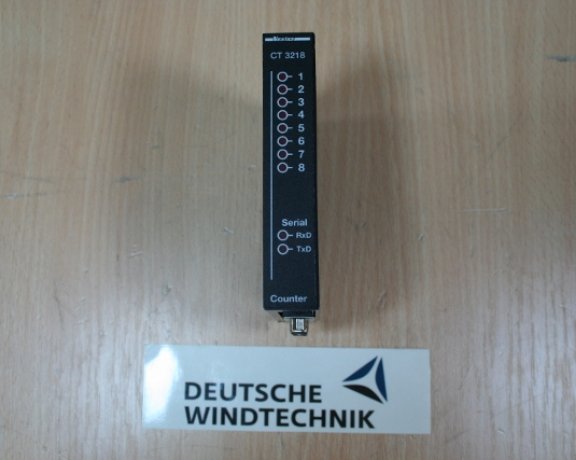 CT 3218
1
2
3
4
5
6
7
8
Serial
RxD
TxD
Counter
DEUTSCHE
WINDTECHNIK